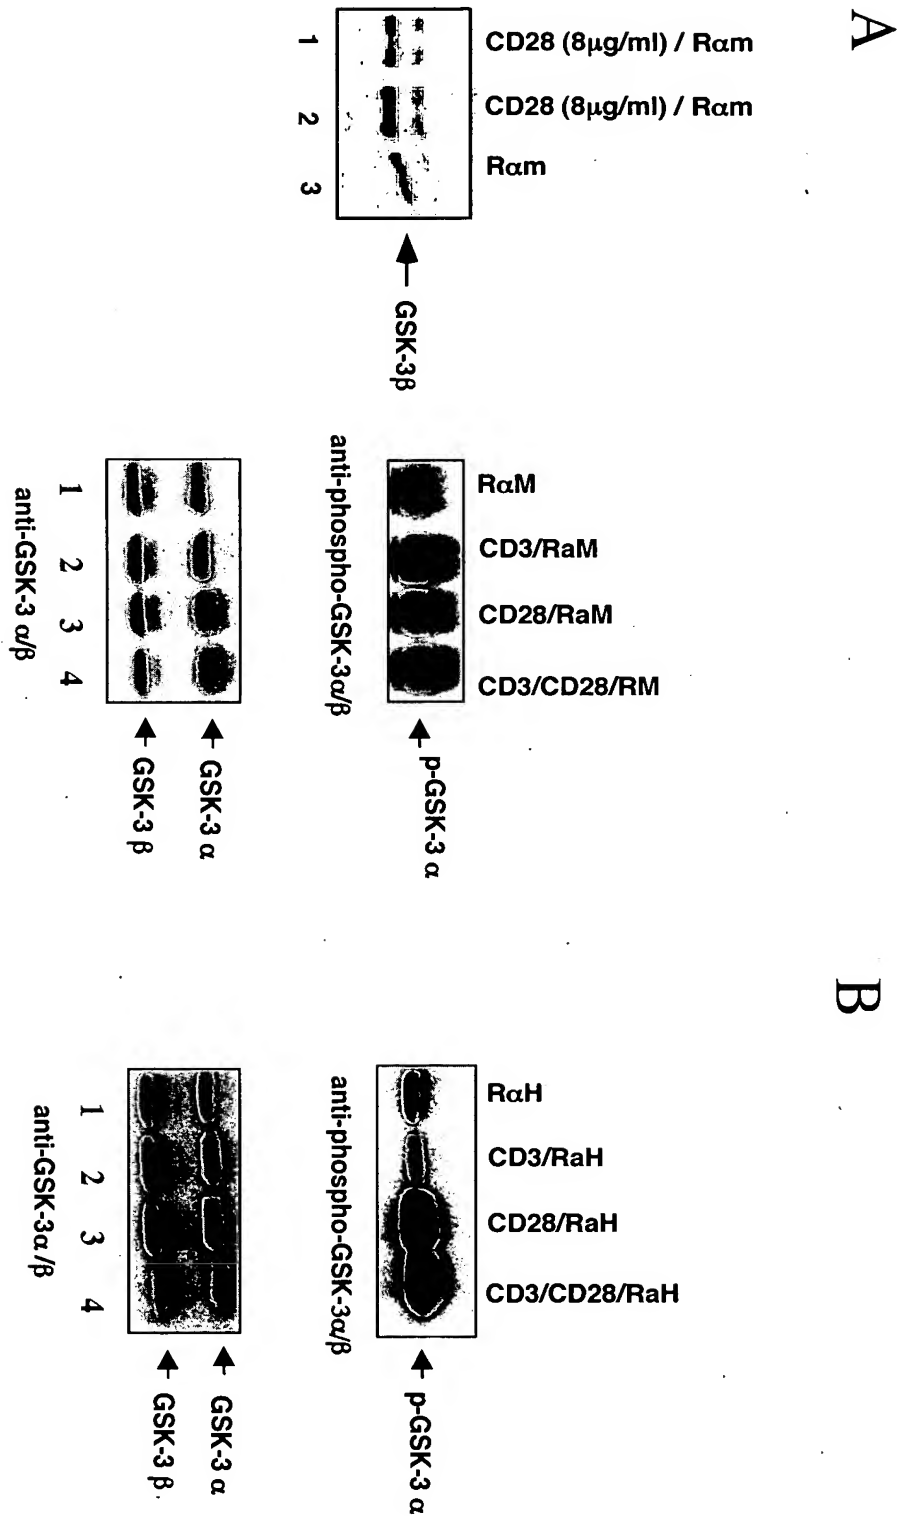 A
CD28 (8μg/ml) / Rαm
CD28 (8μg/ml) / Rαm
Rαm
1
2
3
GSK-3β
RαM
CD3/RaM
CD28/RaM
CD3/CD28/RM
p-GSK-3 α
anti-phospho-GSK-3α/β
GSK-3 α
GSK-3 β
1
2
3
4
anti-GSK-3 α/β
B
RαH
CD3/RaH
CD28/RaH
CD3/CD28/RaH
p-GSK-3 α
anti-phospho-GSK-3α/β
GSK-3 α
GSK-3 β
1
2
3
4
anti-GSK-3α/β